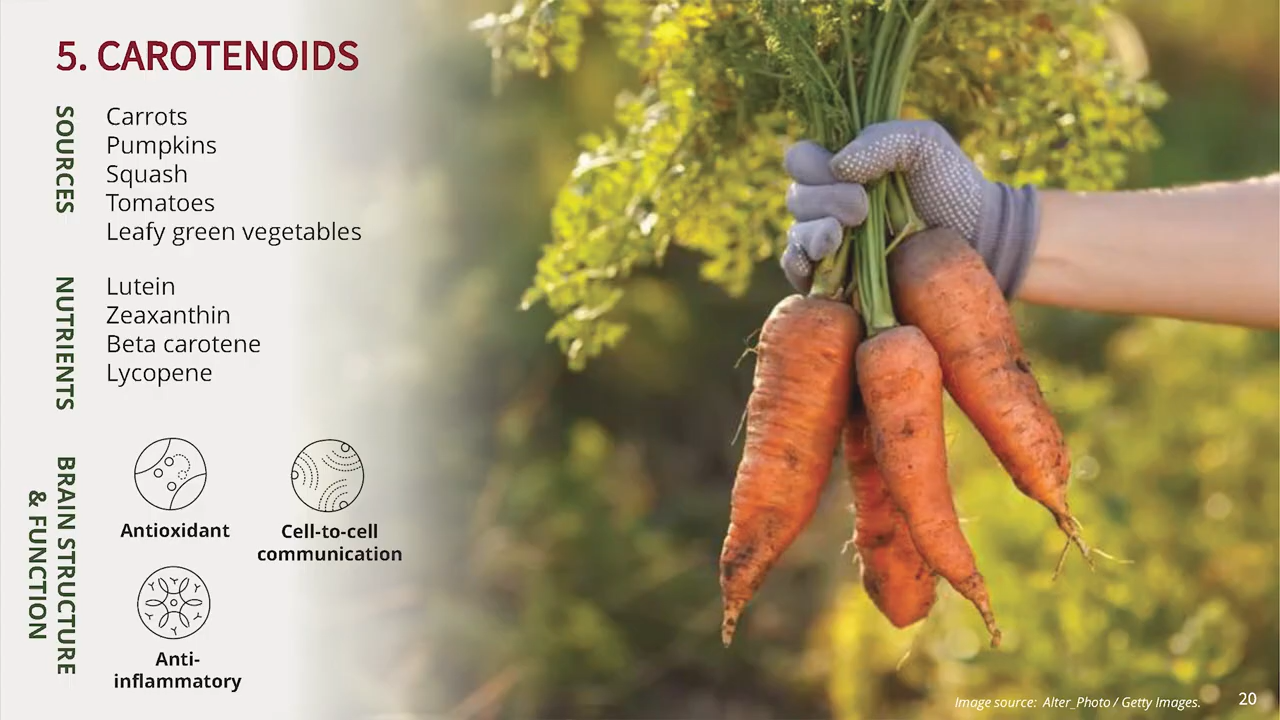 5. CAROTENOIDS
SOURCES
Carrots
Pumpkins
Squash
Tomatoes
Leafy green vegetables
NUTRIENTS
Lutein
Zeaxanthin
Beta carotene
Lycopene
BRAIN STRUCTURE
& FUNCTION
Antioxidant
Cell-to-cell
communication
Anti-
inflammatory
Image source: Alter_Photo / Getty Images.
20